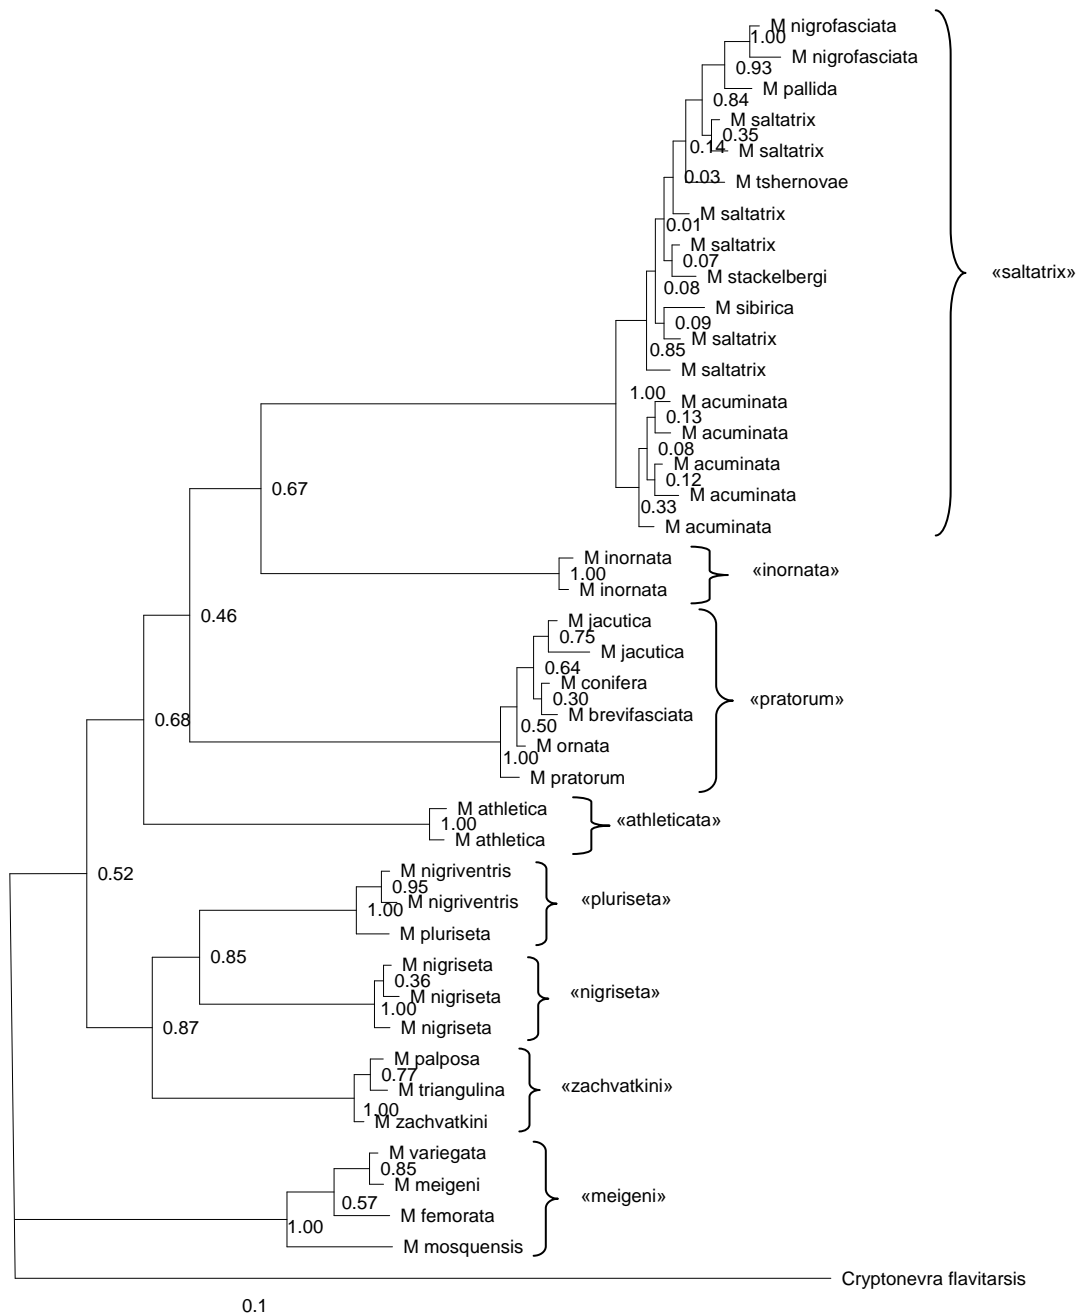 M nigrofasciata
1.00
M nigrofasciata
0.93
M pallida
0.84
M saltatrix
0.35
0.14
M saltatrix
0.03
M tshernovae
M saltatrix
0.01
M saltatrix
0.07
M stackelbergi
0.08
M sibirica
0.09
M saltatrix
0.85
M saltatrix
«saltatrix»
1.00
M acuminata
0.13
M acuminata
0.08
M acuminata
0.12
M acuminata
0.33
M acuminata
0.67
M inornata
1.00
M inornata
«inornata»
0.46
M jacutica
0.75
M jacutica
0.64
M conifera
0.30
M brevifasciata
0.50
M ornata
1.00
M pratorum
«pratorum»
0.68
M athletica
1.00
M athletica
«athleticata»
0.52
M nigriventris
0.95
M nigriventris
1.00
M pluriseta
«pluriseta»
0.85
M nigriseta
0.36
M nigriseta
1.00
M nigriseta
«nigriseta»
0.87
M palposa
0.77
M triangulina
1.00
M zachvatkini
«zachvatkini»
M variegata
0.85
M meigeni
0.57
M femorata
1.00
M mosquensis
«meigeni»
Cryptonevra flavitarsis
0.1